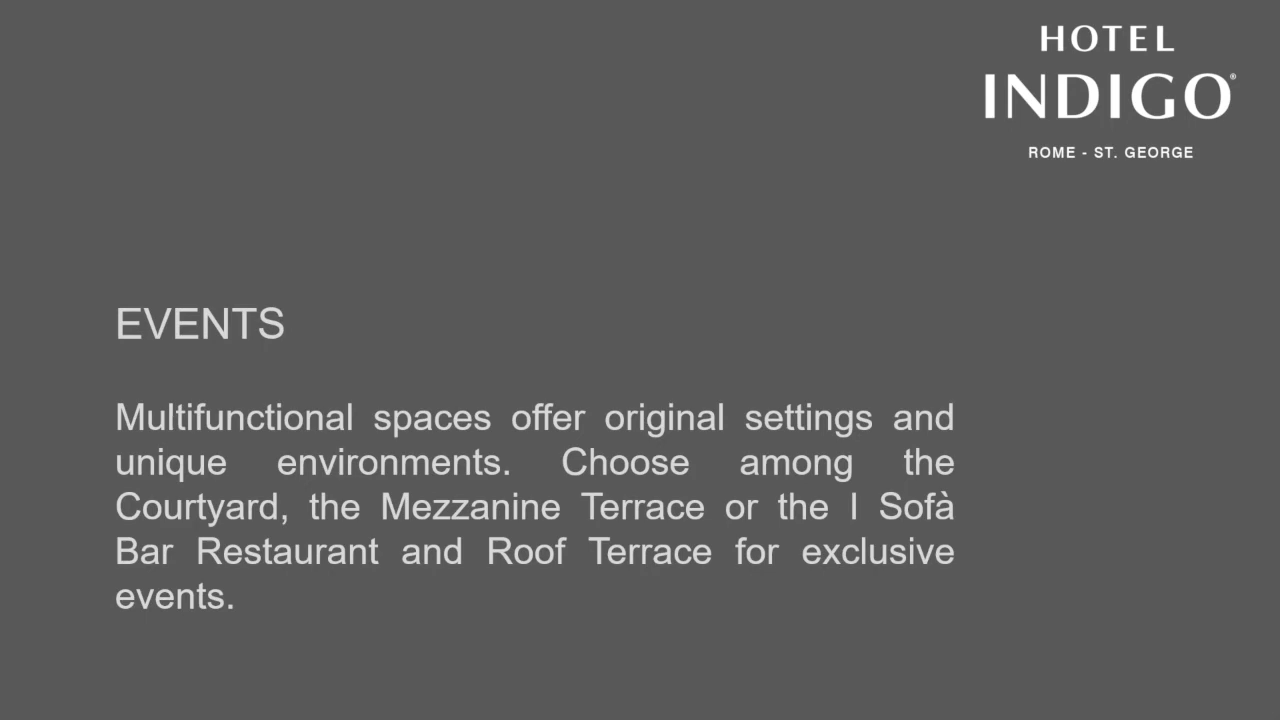 HOTEL
INDIGO®
ROME - ST. GEORGE
EVENTS
Multifunctional spaces offer original settings and
unique environments. Choose among the
Courtyard, the Mezzanine Terrace or the I Sofà
Bar Restaurant and Roof Terrace for exclusive
events.